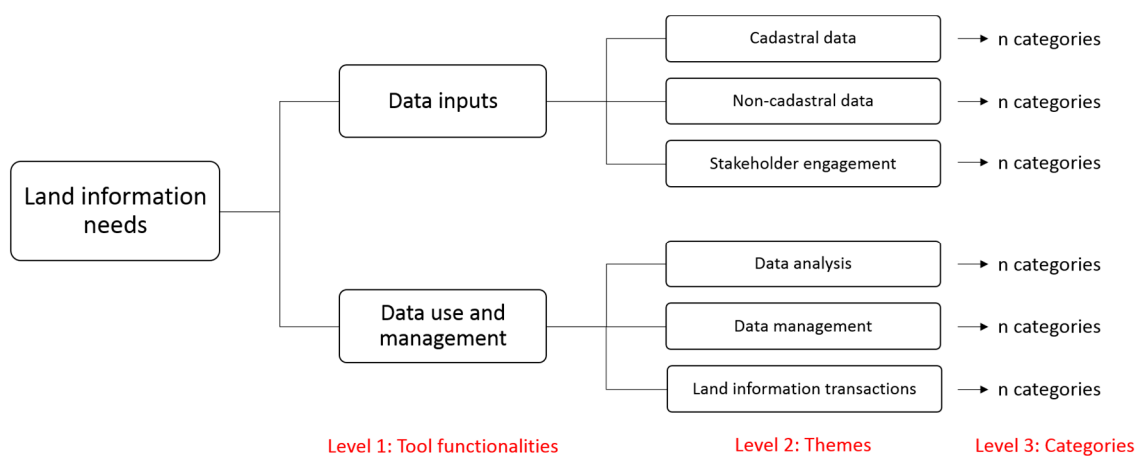 Land information
needs
Data inputs
Cadastral data
n categories
Non-cadastral data
n categories
Stakeholder engagement
n categories
Data use and
management
Data analysis
n categories
Data management
n categories
Land information transactions
n categories
Level 1: Tool functionalities
Level 2: Themes
Level 3: Categories